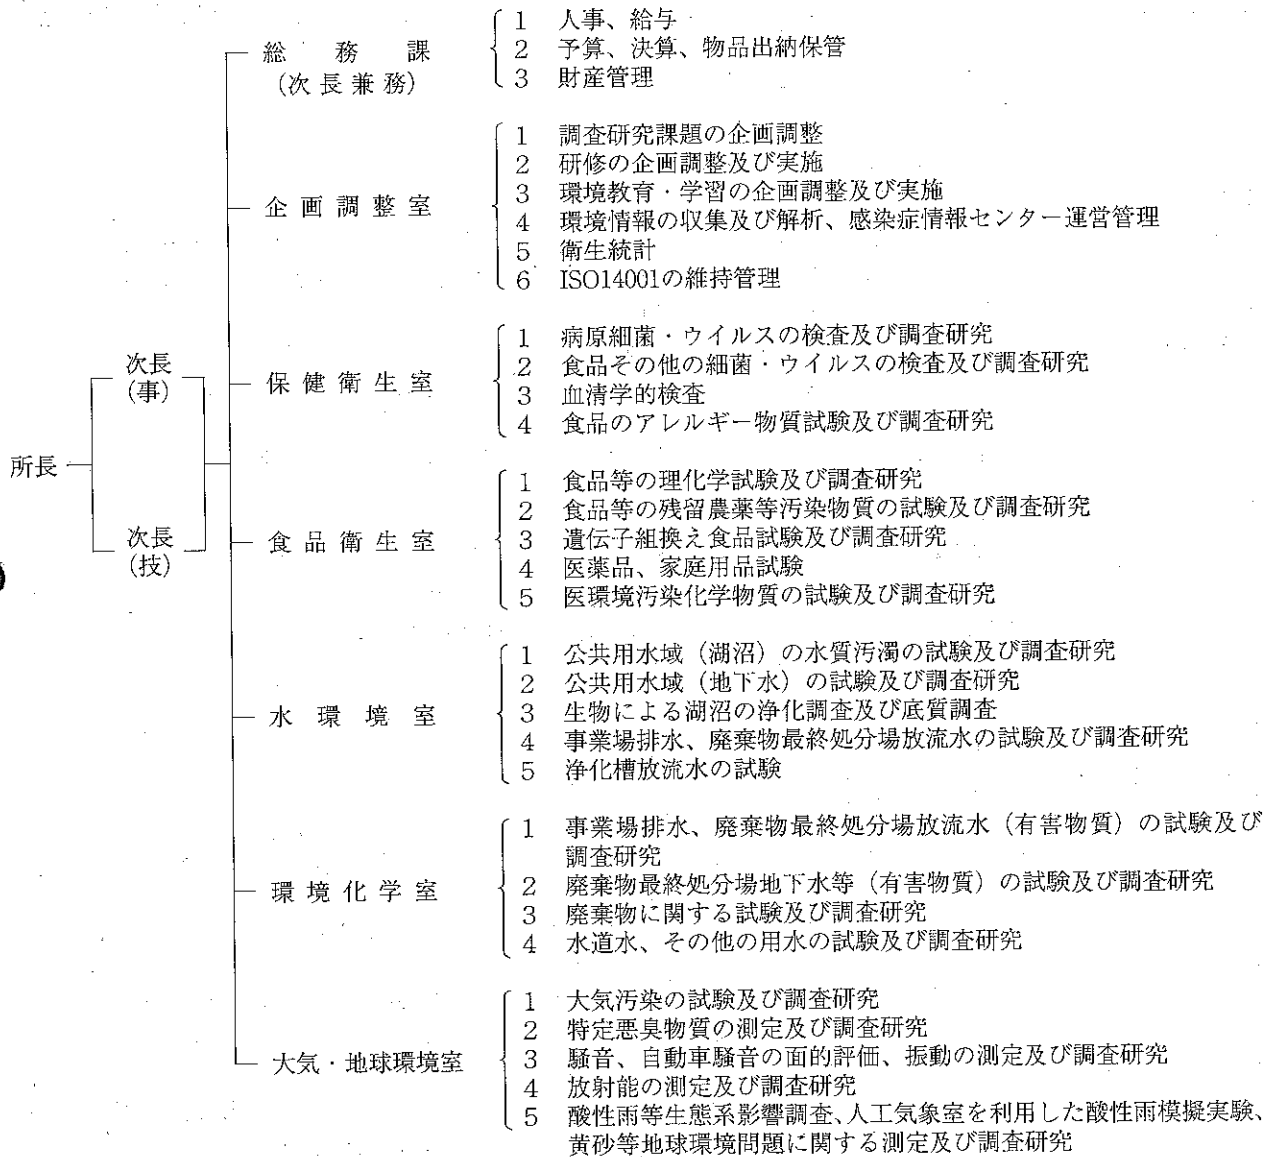 所長
次長
(事)
次長
(技)
総務課
(次長兼務)
1 人事、給与
2 予算、決算、物品出納保管
3 財産管理
企画調整室
1 調査研究課題の企画調整
2 研修の企画調整及び実施
3 環境教育・学習の企画調整及び実施
4 環境情報の収集及び解析、感染症情報センター運営管理
5 衛生統計
6 ISO14001の維持管理
保健衛生室
1 病原細菌・ウイルスの検査及び調査研究
2 食品その他の細菌・ウイルスの検査及び調査研究
3 血清学的検査
4 食品のアレルギー物質試験及び調査研究
食品衛生室
1 食品等の理化学試験及び調査研究
2 食品等の残留農薬等汚染物質の試験及び調査研究
3 遺伝子組換え食品試験及び調査研究
4 医薬品、家庭用品試験
5 医環境汚染化学物質の試験及び調査研究
水環境室
1 公共用水域（湖沼）の水質汚濁の試験及び調査研究
2 公共用水域（地下水）の試験及び調査研究
3 生物による湖沼の浄化調査及び底質調査
4 事業場排水、廃棄物最終処分場放流水の試験及び調査研究
5 浄化槽放流水の試験
環境化学室
1 事業場排水、廃棄物最終処分場放流水（有害物質）の試験及び
調査研究
2 廃棄物最終処分場地下水等（有害物質）の試験及び調査研究
3 廃棄物に関する試験及び調査研究
4 水道水、その他の用水の試験及び調査研究
大気・地球環境室
1 大気汚染の試験及び調査研究
2 特定悪臭物質の測定及び調査研究
3 騒音、自動車騒音の面的評価、振動の測定及び調査研究
4 放射能の測定及び調査研究
5 酸性雨等生態系影響調査、人工気象室を利用した酸性雨模擬実験、
黄砂等地球環境問題に関する測定及び調査研究